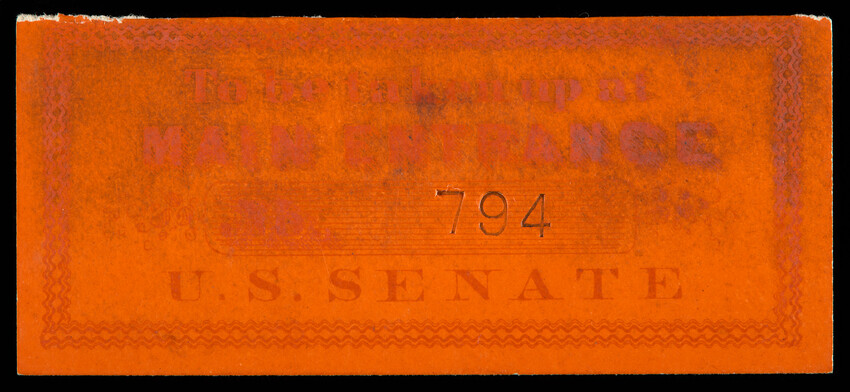 To be taken up at
MAIN ENTRANCE
No. 794
U. S. SENATE